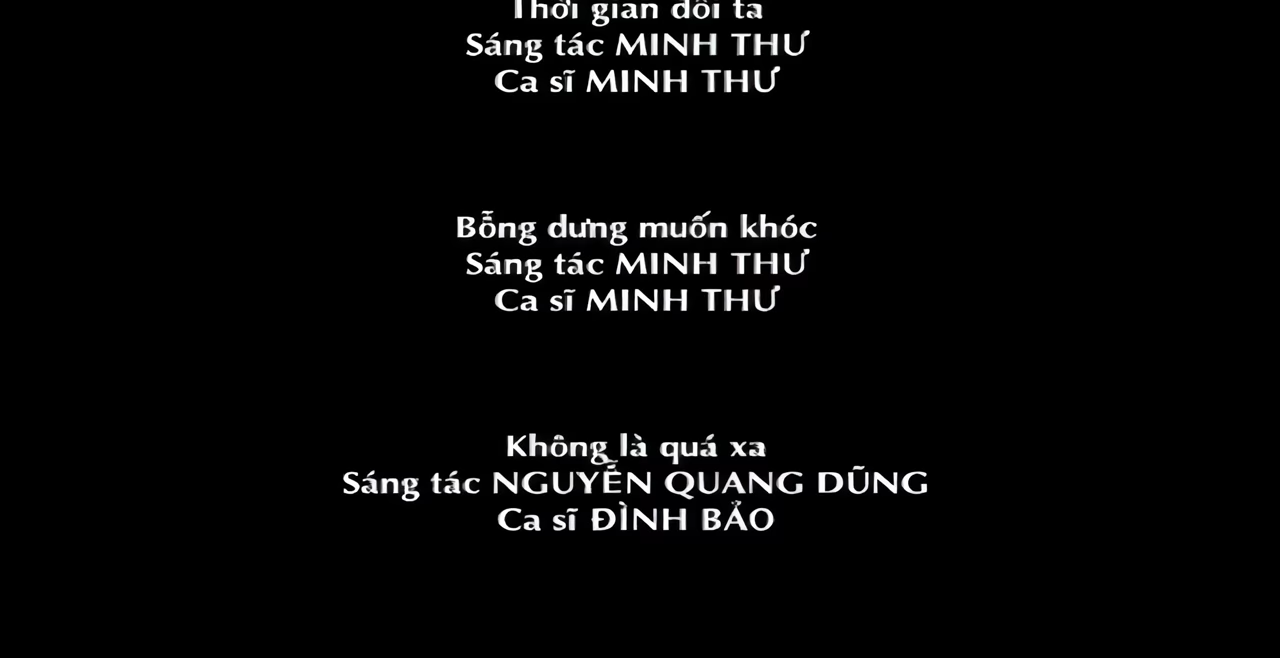 Thời gian đôi ta
Sáng tác MINH THƯ
Ca sĩ MINH THƯ
Bỗng dưng muốn khóc
Sáng tác MINH THƯ
Ca sĩ MINH THƯ
Không là quá xa
Sáng tác NGUYỄN QUANG DŨNG
Ca sĩ ĐÌNH BẢO